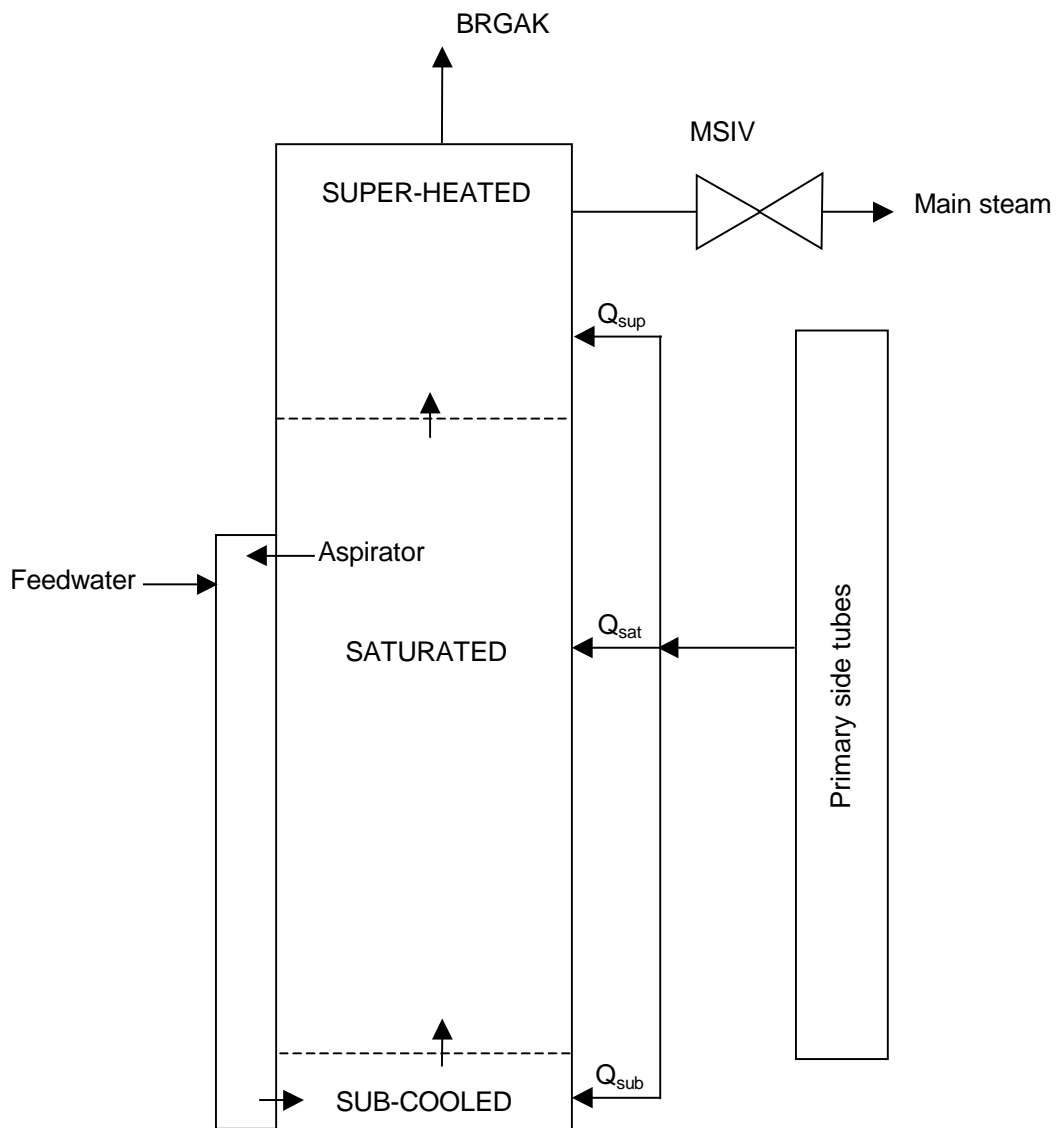 BRGAK
MSIV
SUPER-HEATED
Main steam
Qsup
Aspirator
Feedwater
Qsat
SATURATED
Primary side tubes
Qsub
SUB-COOLED